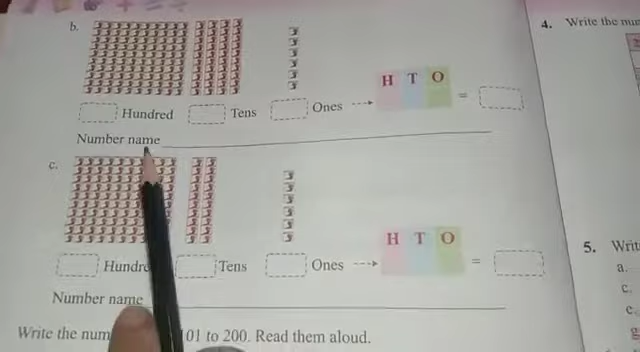 b.
Hundred Tens Ones H T O =
Number name
c.
Hundre Tens Ones H T O =
Number name
Write the num 01 to 200. Read them aloud.
4. Write the nu
5. Writ
a.
c.